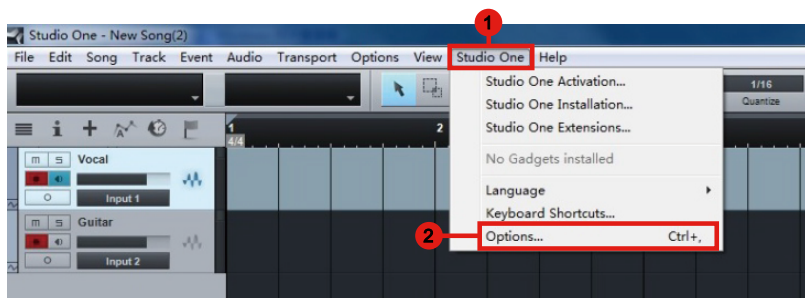 1
Studio One - New Song(2)
File Edit Song Track Event Audio Transport Options View Studio One Help
Studio One Activation...
1/16
Studio One Installation...
Quantize
Studio One Extensions...
1 2
4/4
m S Vocal
No Gadgets installed
Input 1
Language
Keyboard Shortcuts...
m S Guitar
2 Options... Ctrl+,
Input 2